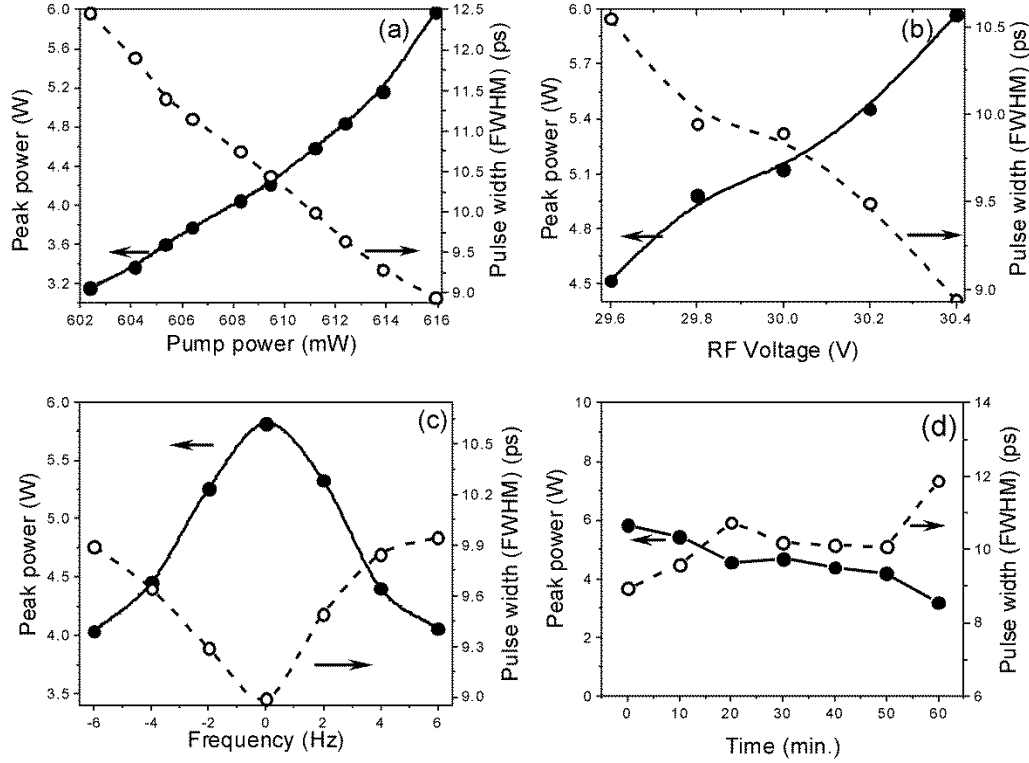 (a)
Peak power (W)
6.0
5.6
5.2
4.8
4.4
4.0
3.6
3.2
602 604 606 608 610 612 614 616
Pump power (mW)
12.5
12.0
11.5
11.0
10.5
10.0
9.5
9.0
Pulse width (FWHM) (ps)
(b)
Peak power (W)
6.0
5.7
5.4
5.1
4.8
4.5
29.6 29.8 30.0 30.2 30.4
RF Voltage (V)
10.5
10.0
9.5
9.0
Pulse width (FWHM) (ps)
(c)
Peak power (W)
6.0
5.5
5.0
4.5
4.0
3.5
-6 -4 -2 0 2 4 6
Frequency (Hz)
10.5
10.2
9.9
9.6
9.3
9.0
Pulse width (FWHM) (ps)
(d)
Peak power (W)
10
8
6
4
2
0
0 10 20 30 40 50 60
Time (min.)
14
12
10
8
6
Pulse width (FWHM) (ps)